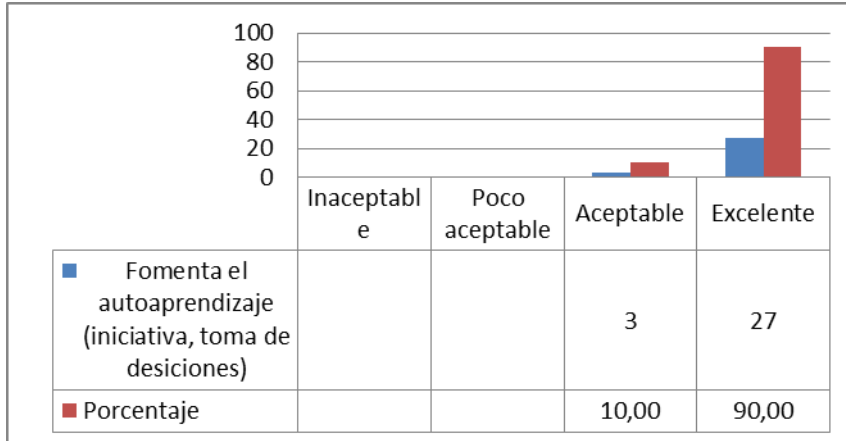 100
80
60
40
20
0
Inaceptabl
e
Poco
aceptable
Aceptable
Excelente
Fomenta el
autoaprendizaje
(iniciativa, toma de
desiciones)
3
27
Porcentaje
10,00
90,00